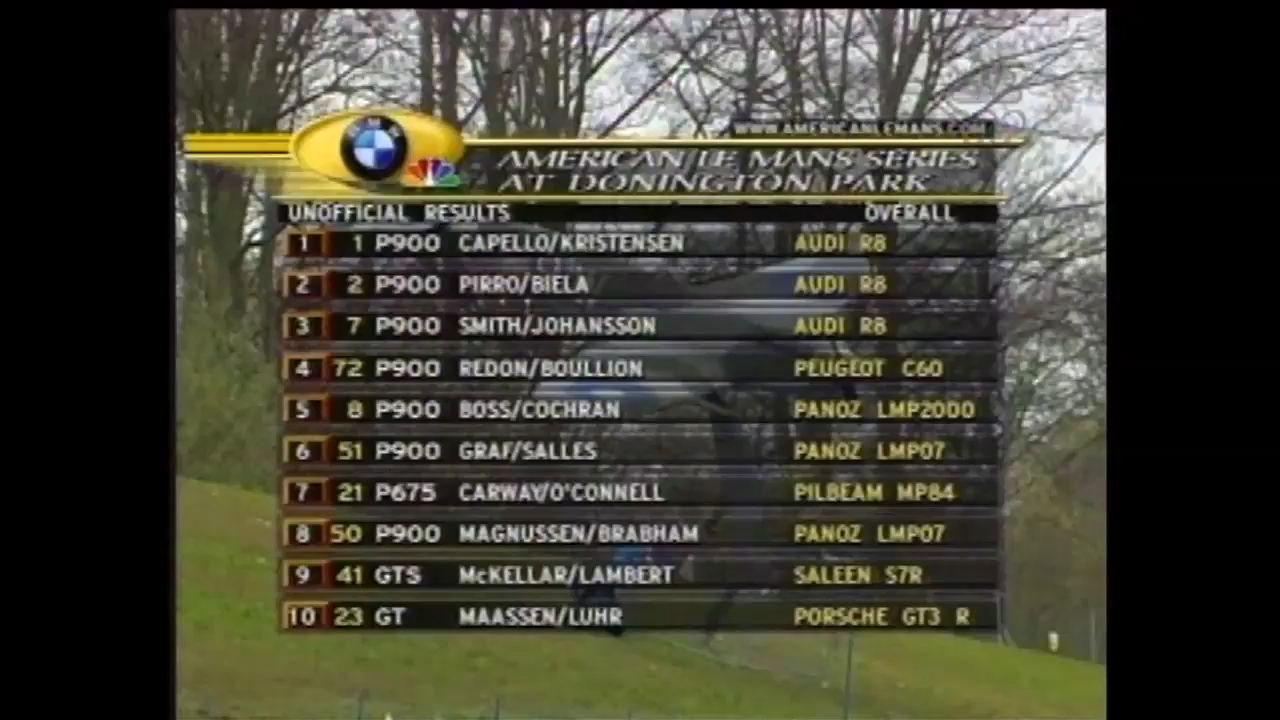 BMW
WWW.AMERICANLEMANS.COM
AMERICAN LE MANS SERIES
AT DONINGTON PARK
UNOFFICIAL RESULTS OVERALL
1 1 P900 CAPELLO/KRISTENSEN AUDI R8
2 2 P900 PIRRO/BIELA AUDI R8
3 7 P900 SMITH/JOHANSSON AUDI R8
4 72 P900 REDON/BOULLION PEUGEOT C60
5 8 P900 BOSS/COCHRAN PANOZ LMP2000
6 51 P900 GRAF/SALLES PANOZ LMP07
7 21 P675 CARWAY/O'CONNELL PILBEAM MP84
8 50 P900 MAGNUSSEN/BRABHAM PANOZ LMP07
9 41 GTS McKELLAR/LAMBERT SALEEN S7R
10 23 GT MAASSEN/LUHR PORSCHE GT3 R